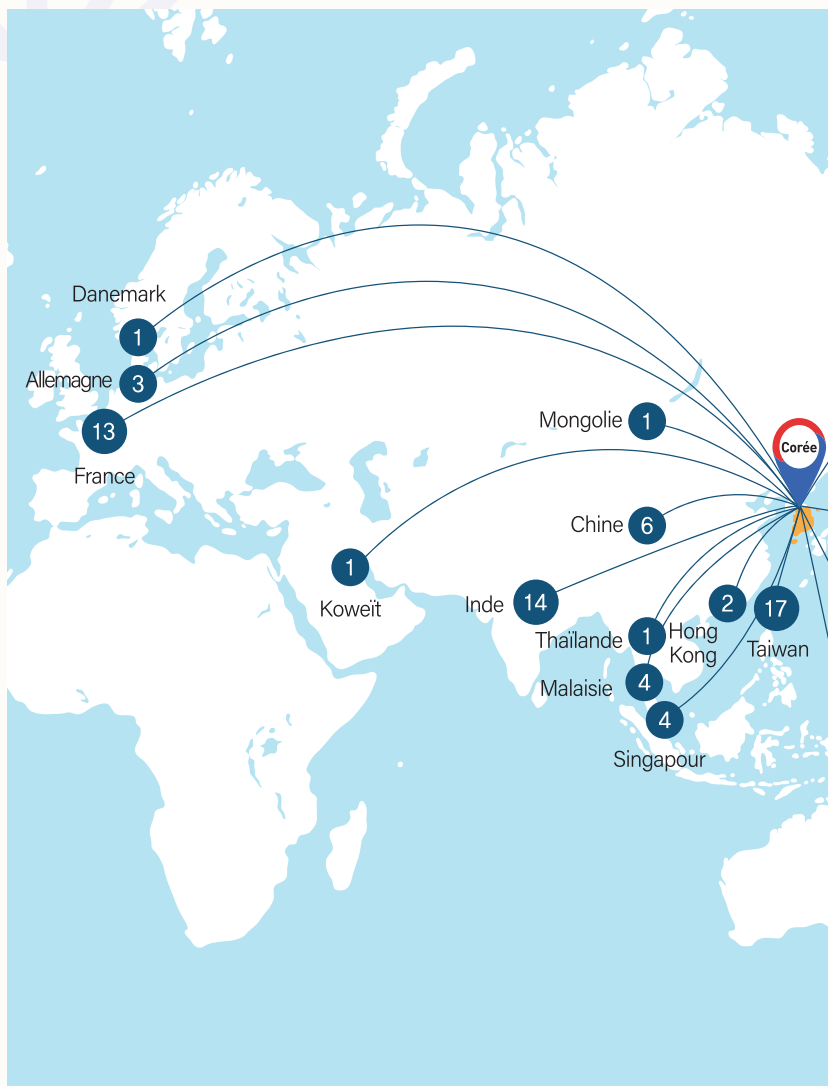 Danemark
1
Allemagne
3
13
France
Mongolie
1
Corée
Chine
6
1
Koweït
Inde
14
2
17
Thaïlande
1
Hong
Kong
Taiwan
Malaisie
4
4
Singapour